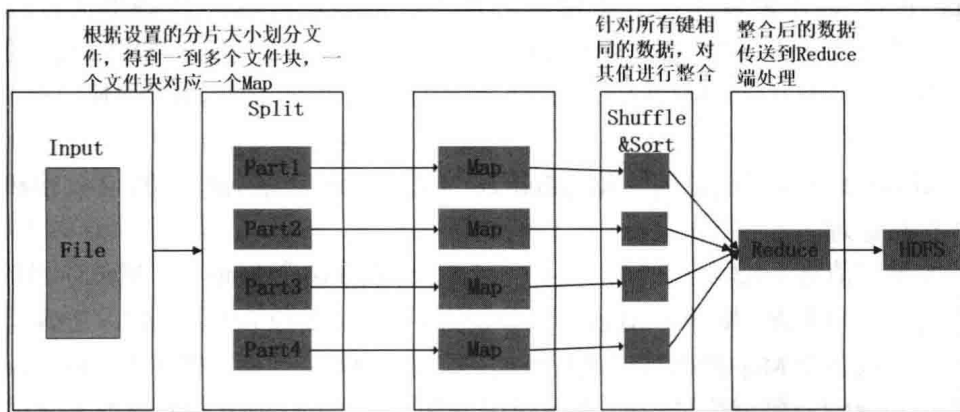 根据设置的分片大小划分文
件，得到一到多个文件块，一
个文件块对应一个Map
针对所有键相
同的数据，对
其值进行整合
整合后的数据
传送到Reduce
端处理
Input
File
Split
Part1
Part2
Part3
Part4
Map
Map
Map
Map
Shuffle
&Sort
Reduce
HDFS